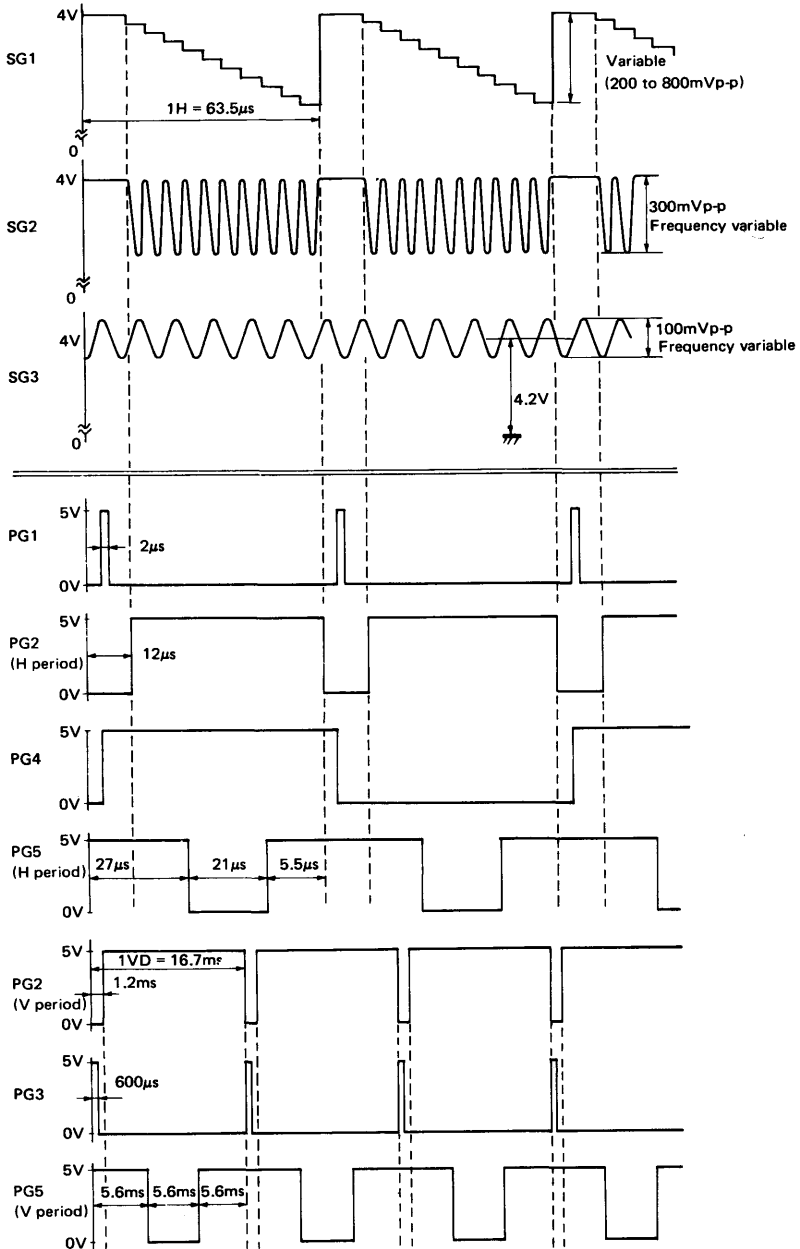 4V
SG1
Variable
(200 to 800mVp-p)
1H = 63.5μs
0
4V
SG2
300mVp-p
Frequency variable
0
4V
SG3
100mVp-p
Frequency variable
4.2V
0
5V
PG1
2μs
0V
5V
PG2
(H period)
12μs
0V
5V
PG4
0V
5V
PG5
(H period)
27μs
21μs
5.5μs
0V
5V
1VD = 16.7ms
PG2
(V period)
1.2ms
0V
5V
PG3
600μs
0V
5V
PG5
(V period)
5.6ms
5.6ms
5.6ms
0V